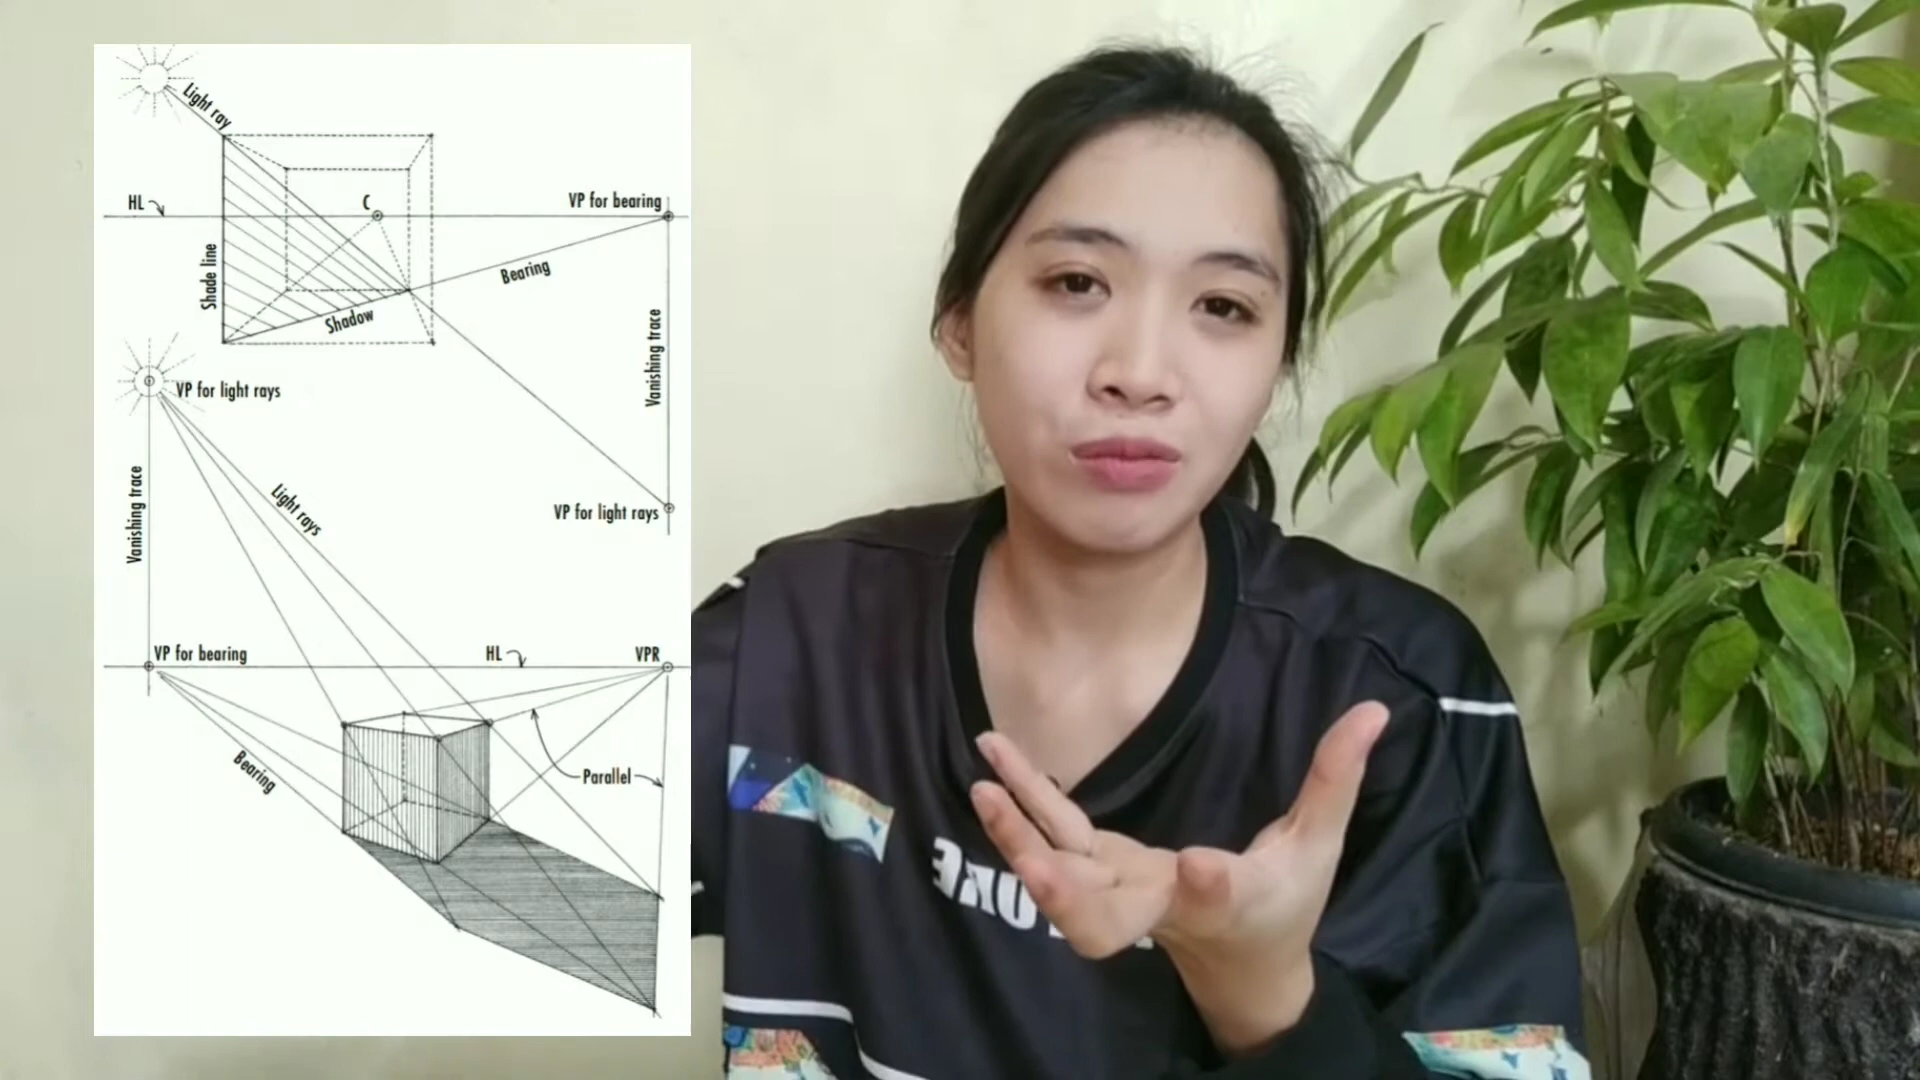 Light ray
HL
C
VP for bearing
Shade line
Bearing
Shadow
Vanishing trace
VP for light rays
VP for light rays
Vanishing trace
Light rays
VP for bearing
HL
VPR
Bearing
Parallel